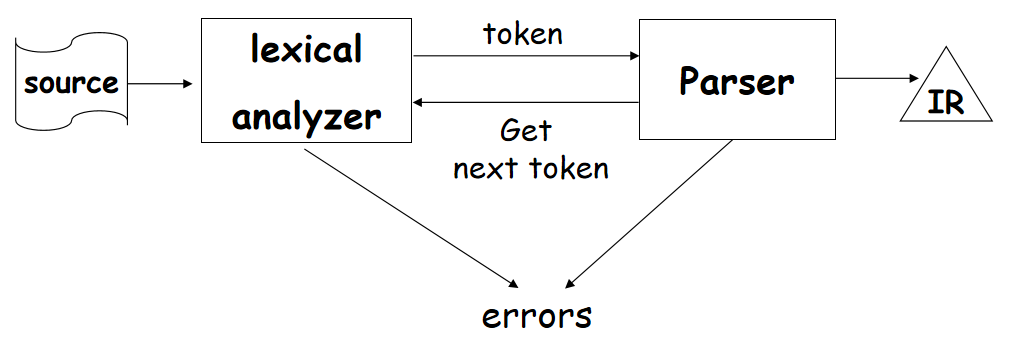 source
lexical
analyzer
token
Get
next token
Parser
IR
errors